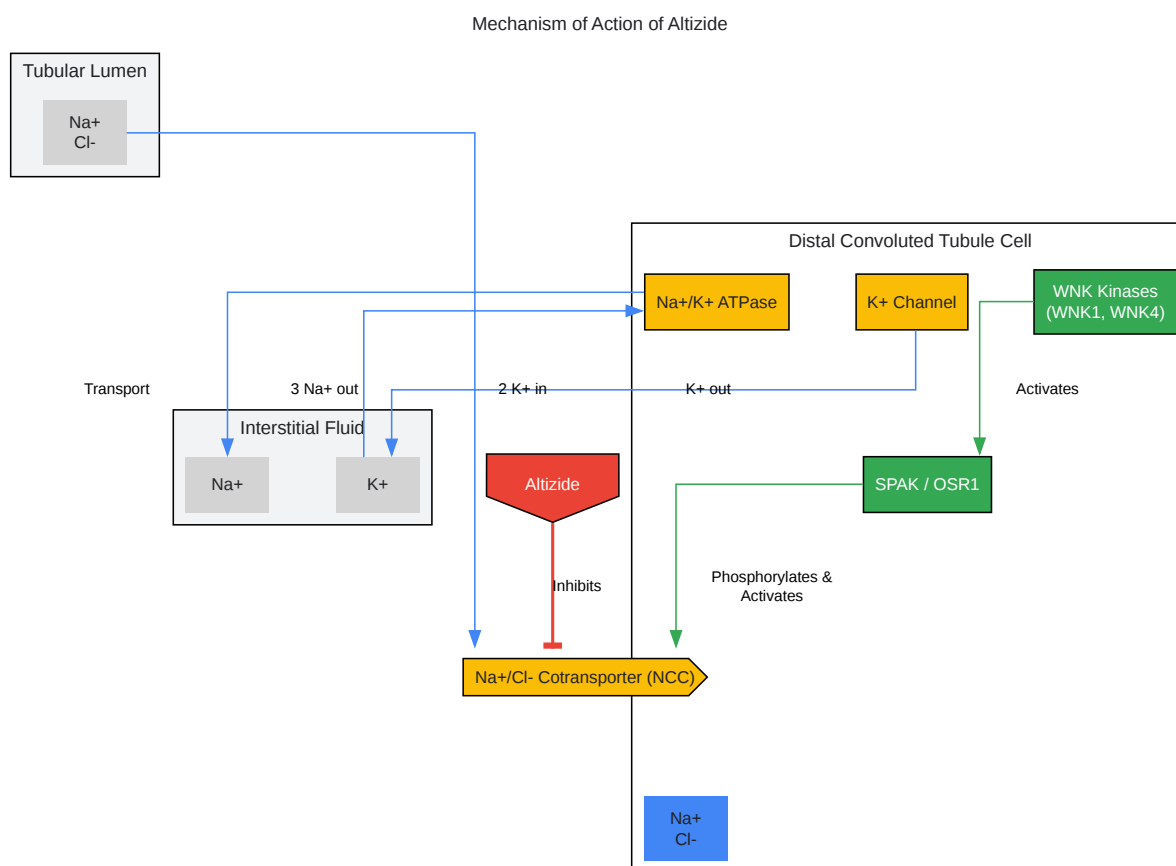 Mechanism of Action of Altizide
Tubular Lumen
Na+
Cl-
Distal Convoluted Tubule Cell
Na+/K+ ATPase
K+ Channel
WNK Kinases
(WNK1, WNK4)
Transport
3 Na+ out
2 K+ in
K+ out
Activates
Interstitial Fluid
Na+
K+
Altizide
SPAK / OSR1
Inhibits
Phosphorylates &
Activates
Na+/Cl- Cotransporter (NCC)
Na+
Cl-